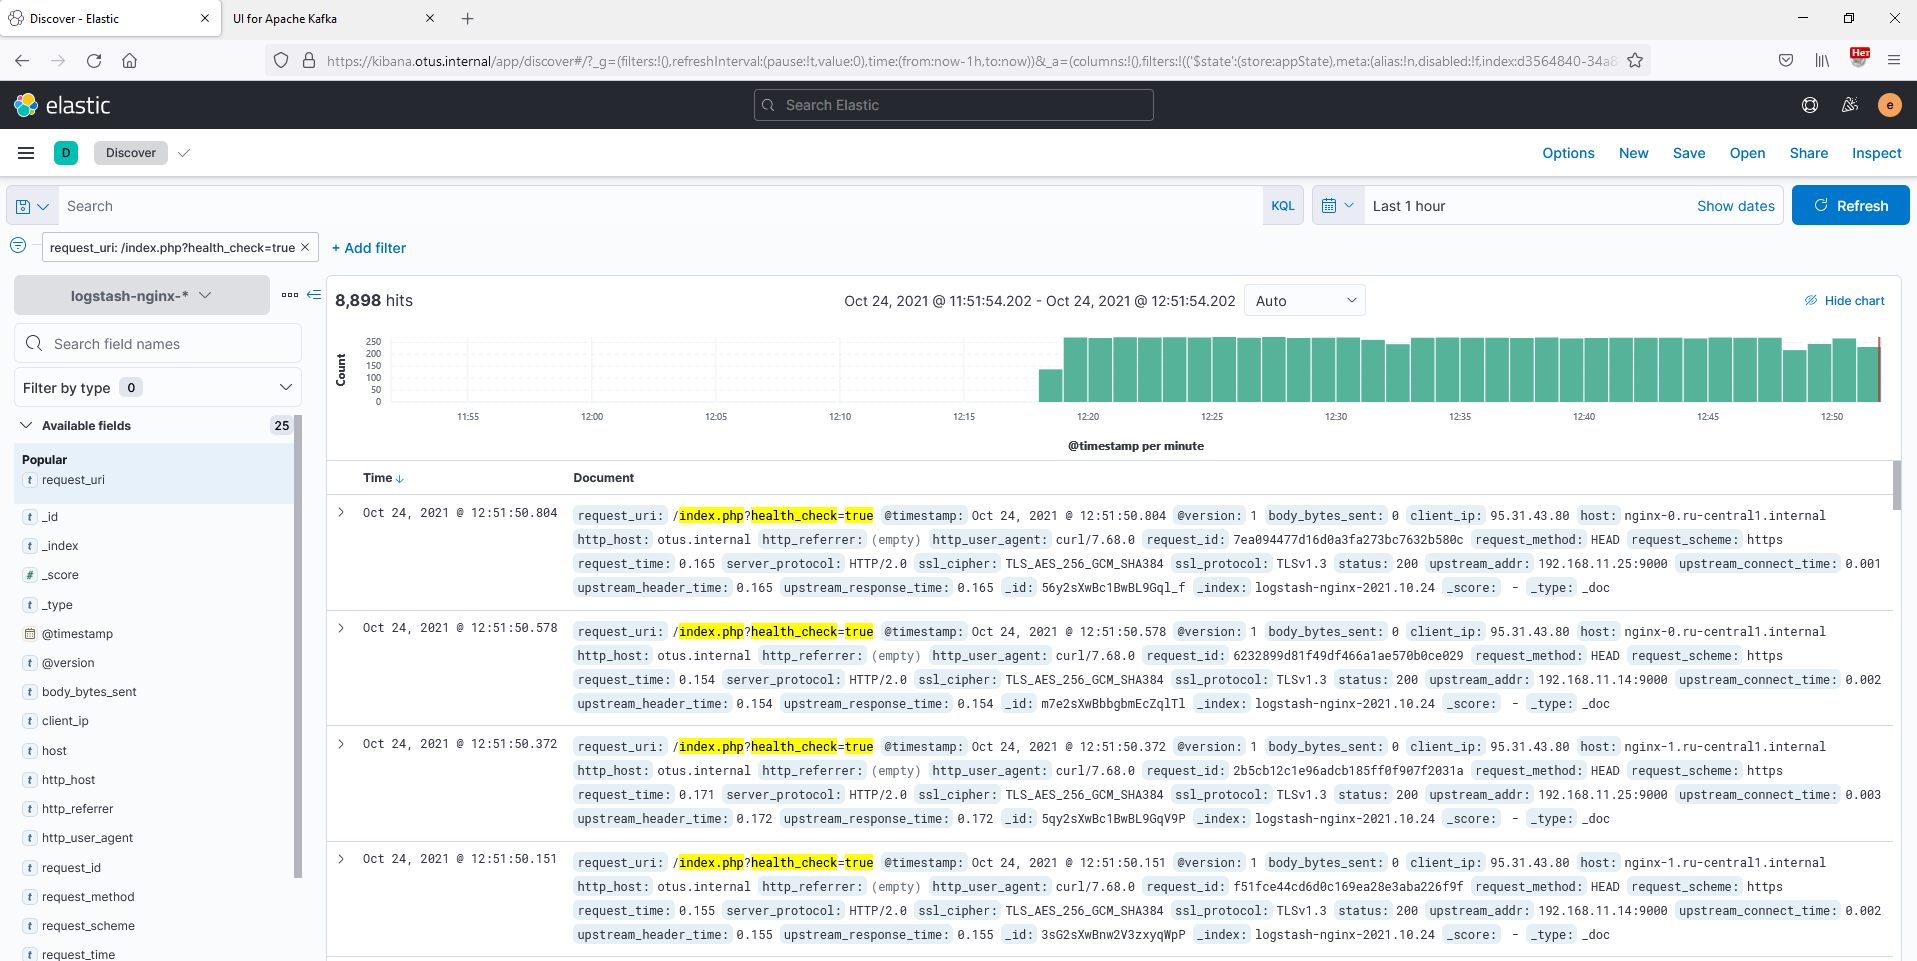 Discover - Elastic
UI for Apache Kafka
https://kibana.otus.internal/app/discover#/?_g=(filters:!(),refreshInterval:(pause:!t,value:0),time:(from:now-1h,to:now))&_a=(columns:!(),filters:!(('$state':(store:appState),meta:(alias:!n,disabled:!f,index:d3564840-34a8
Нет
elastic
Search Elastic
e
D Discover
Options New Save Open Share Inspect
Search
KQL
Last 1 hour
Show dates
Refresh
request_uri: /index.php?health_check=true
+ Add filter
logstash-nginx-*
Search field names
Filter by type 0
Available fields 25
Popular
t request_uri
t _id
t _index
# _score
t _type
@timestamp
t @version
t body_bytes_sent
t client_ip
t host
t http_host
t http_referrer
t http_user_agent
t request_id
t request_method
t request_scheme
t request_time
8,898 hits
Oct 24, 2021 @ 11:51:54.202 - Oct 24, 2021 @ 12:51:54.202
Auto
Hide chart
Count
250
200
150
100
50
0
11:55 12:00 12:05 12:10 12:15 12:20 12:25 12:30 12:35 12:40 12:45 12:50
@timestamp per minute
Time Document
Oct 24, 2021 @ 12:51:50.804
request_uri: /index.php?health_check=true @timestamp: Oct 24, 2021 @ 12:51:50.804 @version: 1 body_bytes_sent: 0 client_ip: 95.31.43.80 host: nginx-0.ru-central1.internal
http_host: otus.internal http_referrer: (empty) http_user_agent: curl/7.68.0 request_id: 7ea094477d16d0a3fa273bc7632b580c request_method: HEAD request_scheme: https
request_time: 0.165 server_protocol: HTTP/2.0 ssl_cipher: TLS_AES_256_GCM_SHA384 ssl_protocol: TLSv1.3 status: 200 upstream_addr: 192.168.11.25:9000 upstream_connect_time: 0.001
upstream_header_time: 0.165 upstream_response_time: 0.165 _id: 56y2sXwBc1BwBL9Gql_f _index: logstash-nginx-2021.10.24 _score: - _type: _doc
Oct 24, 2021 @ 12:51:50.578
request_uri: /index.php?health_check=true @timestamp: Oct 24, 2021 @ 12:51:50.578 @version: 1 body_bytes_sent: 0 client_ip: 95.31.43.80 host: nginx-0.ru-central1.internal
http_host: otus.internal http_referrer: (empty) http_user_agent: curl/7.68.0 request_id: 6232899d81f49df466a1ae570b0ce029 request_method: HEAD request_scheme: https
request_time: 0.154 server_protocol: HTTP/2.0 ssl_cipher: TLS_AES_256_GCM_SHA384 ssl_protocol: TLSv1.3 status: 200 upstream_addr: 192.168.11.14:9000 upstream_connect_time: 0.002
upstream_header_time: 0.154 upstream_response_time: 0.154 _id: m7e2sXwBbbgbmEcZqlTl _index: logstash-nginx-2021.10.24 _score: - _type: _doc
Oct 24, 2021 @ 12:51:50.372
request_uri: /index.php?health_check=true @timestamp: Oct 24, 2021 @ 12:51:50.372 @version: 1 body_bytes_sent: 0 client_ip: 95.31.43.80 host: nginx-1.ru-central1.internal
http_host: otus.internal http_referrer: (empty) http_user_agent: curl/7.68.0 request_id: 2b5cb12c1e96adcb185ff0f907f2031a request_method: HEAD request_scheme: https
request_time: 0.171 server_protocol: HTTP/2.0 ssl_cipher: TLS_AES_256_GCM_SHA384 ssl_protocol: TLSv1.3 status: 200 upstream_addr: 192.168.11.25:9000 upstream_connect_time: 0.003
upstream_header_time: 0.172 upstream_response_time: 0.172 _id: 5qy2sXwBc1BwBL9GqV9P _index: logstash-nginx-2021.10.24 _score: - _type: _doc
Oct 24, 2021 @ 12:51:50.151
request_uri: /index.php?health_check=true @timestamp: Oct 24, 2021 @ 12:51:50.151 @version: 1 body_bytes_sent: 0 client_ip: 95.31.43.80 host: nginx-1.ru-central1.internal
http_host: otus.internal http_referrer: (empty) http_user_agent: curl/7.68.0 request_id: f51fce44cd6d0c169ea28e3aba226f9f request_method: HEAD request_scheme: https
request_time: 0.155 server_protocol: HTTP/2.0 ssl_cipher: TLS_AES_256_GCM_SHA384 ssl_protocol: TLSv1.3 status: 200 upstream_addr: 192.168.11.14:9000 upstream_connect_time: 0.002
upstream_header_time: 0.155 upstream_response_time: 0.155 _id: 3sG2sXwBnw2V3zxyqWpP _index: logstash-nginx-2021.10.24 _score: - _type: _doc